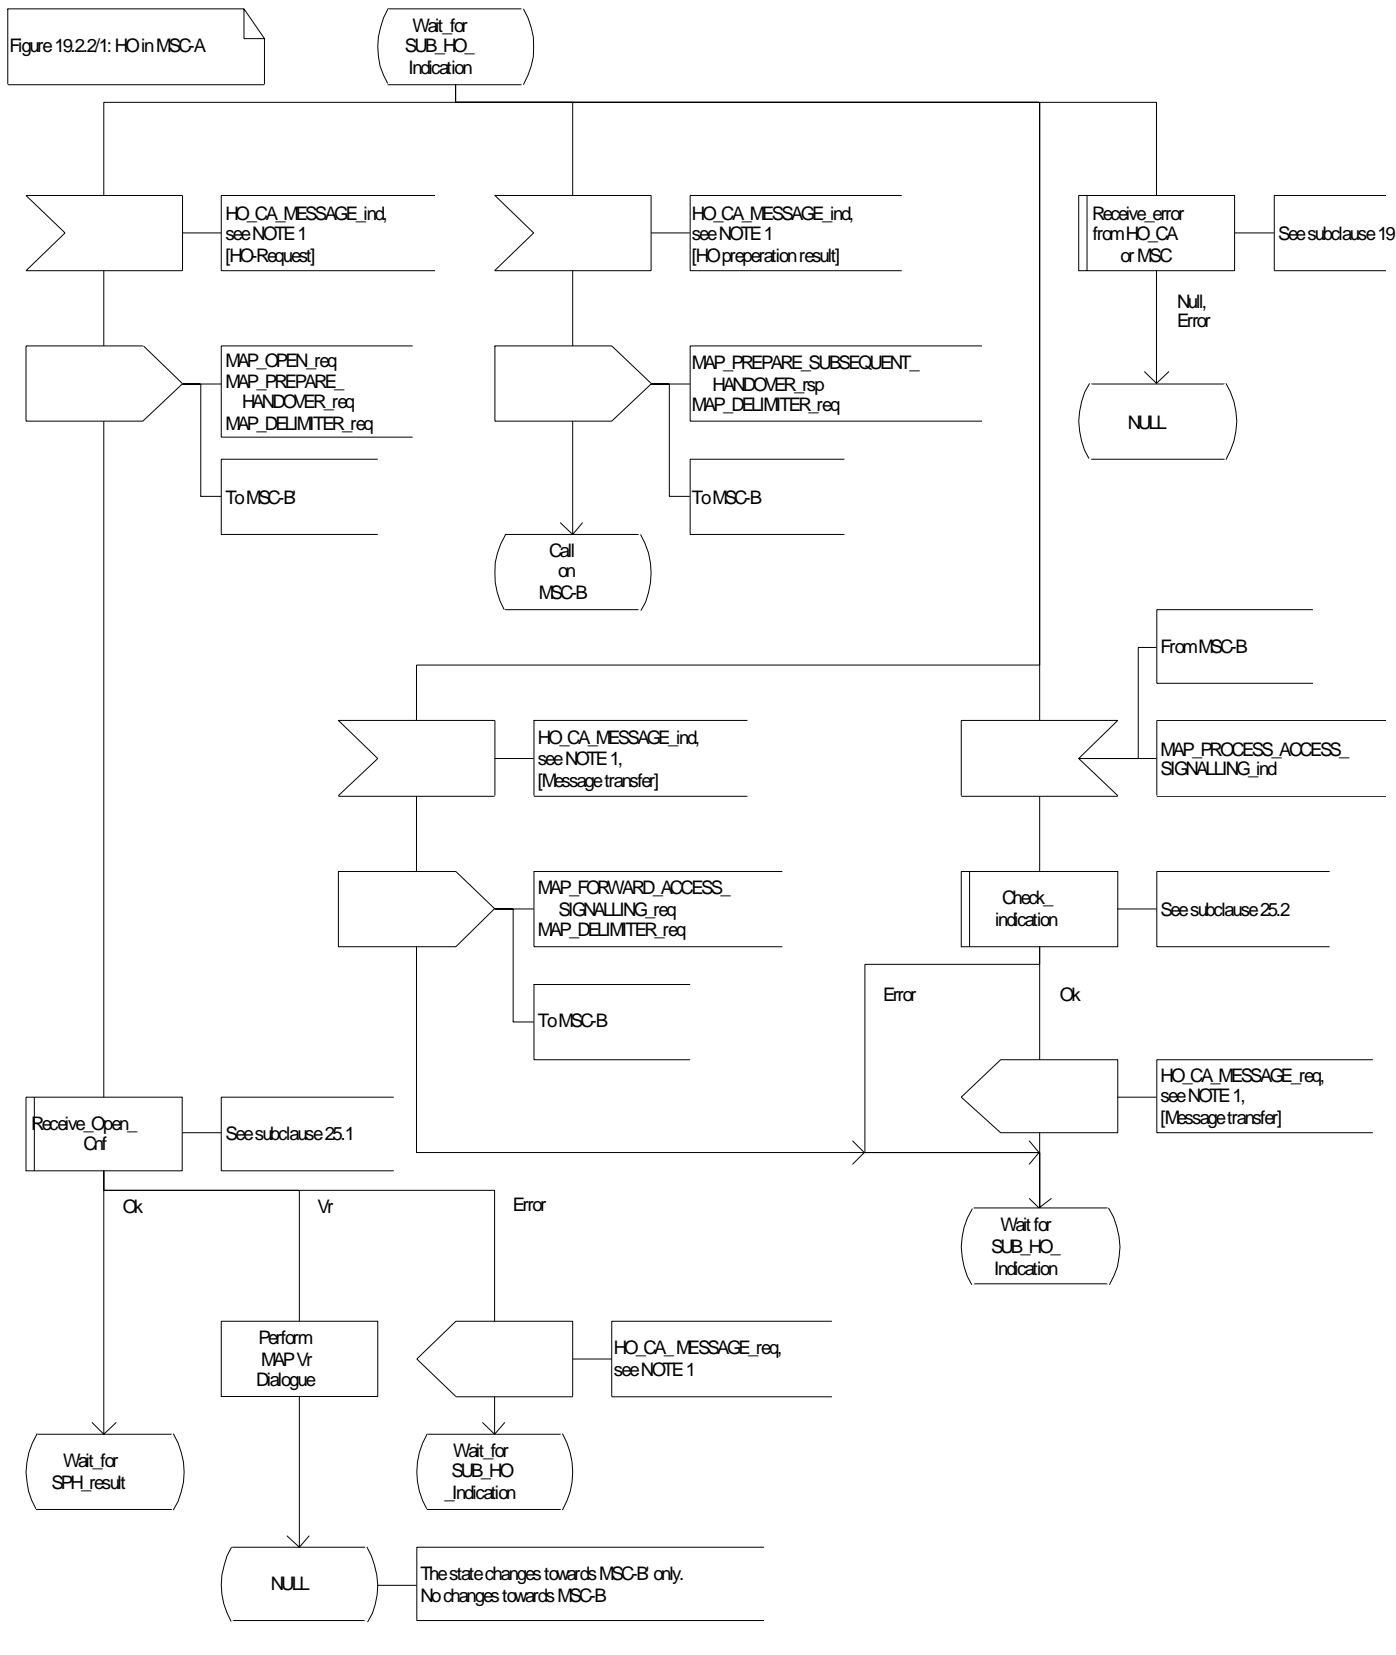 Figure 19.2.2/1: HO in MSC-A
Wait_for
SUB_HO_
Indication
HO_CA_MESSAGE_ind,
see NOTE 1
[HO-Request]
HO_CA_MESSAGE_ind,
see NOTE 1
[HO preperation result]
Receive_error
from HO_CA
or MSC
See subclause 19
Null,
Error
MAP_OPEN_req
MAP_PREPARE_
HANDOVER_req
MAP_DELIMITER_req
MAP_PREPARE_SUBSEQUENT_
HANDOVER_rsp
MAP_DELIMITER_req
NULL
To MSC-B'
To MSC-B
Call
on
MSC-B
From MSC-B
HO_CA_MESSAGE_ind,
see NOTE 1,
[Message transfer]
MAP_PROCESS_ACCESS_
SIGNALLING_ind
MAP_FORWARD_ACCESS_
SIGNALLING_req
MAP_DELIMITER_req
Check_
indication
See subclause 25.2
Error
Ok
To MSC-B
HO_CA_MESSAGE_req,
see NOTE 1,
[Message transfer]
Receive_Open_
Cnf
See subclause 25.1
Ok
Vr
Error
Wait for
SUB_HO_
Indication
Perform
MAP Vr
Dialogue
HO_CA_ MESSAGE_req,
see NOTE 1
Wait_for
SPH_result
Wait_for
SUB_HO
_Indication
NULL
The state changes towards MSC-B' only.
No changes towards MSC-B